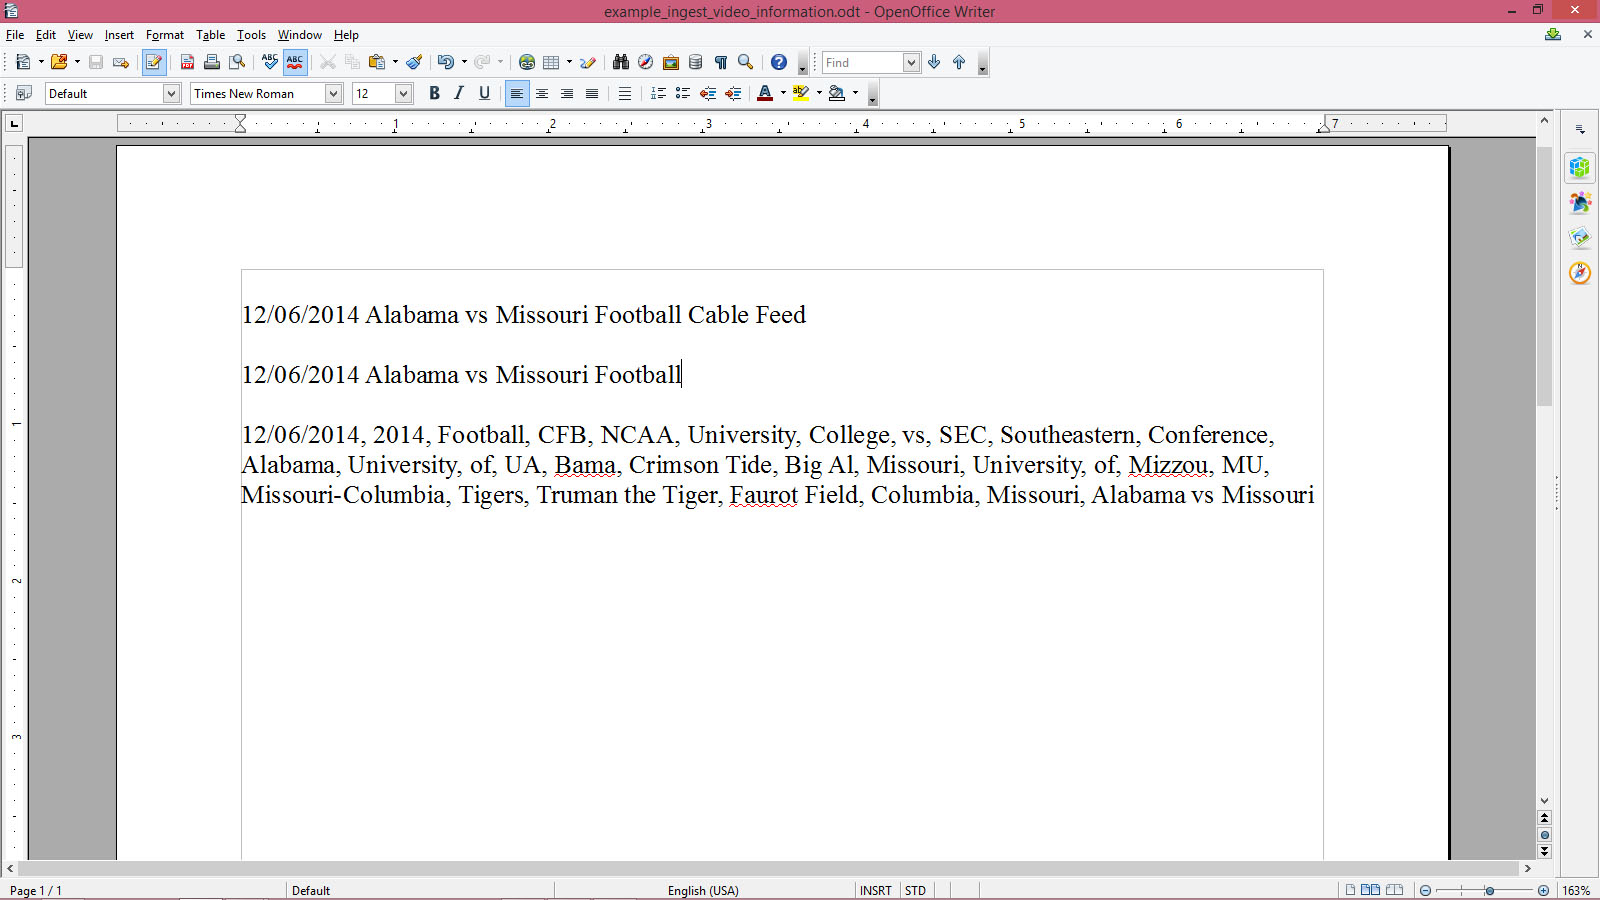 example_ingest_video_information.odt - OpenOffice Writer
File Edit View Insert Format Table Tools Window Help
Find
Default Times New Roman 12 B I U
1 2 3 4 5 6 7
12/06/2014 Alabama vs Missouri Football Cable Feed
12/06/2014 Alabama vs Missouri Football
12/06/2014, 2014, Football, CFB, NCAA, University, College, vs, SEC, Southeastern, Conference,
Alabama, University, of, UA, Bama, Crimson Tide, Big Al, Missouri, University, of, Mizzou, MU,
Missouri-Columbia, Tigers, Truman the Tiger, Faurot Field, Columbia, Missouri, Alabama vs Missouri
1
2
3
Page 1 / 1 Default English (USA) INSRT STD 163%